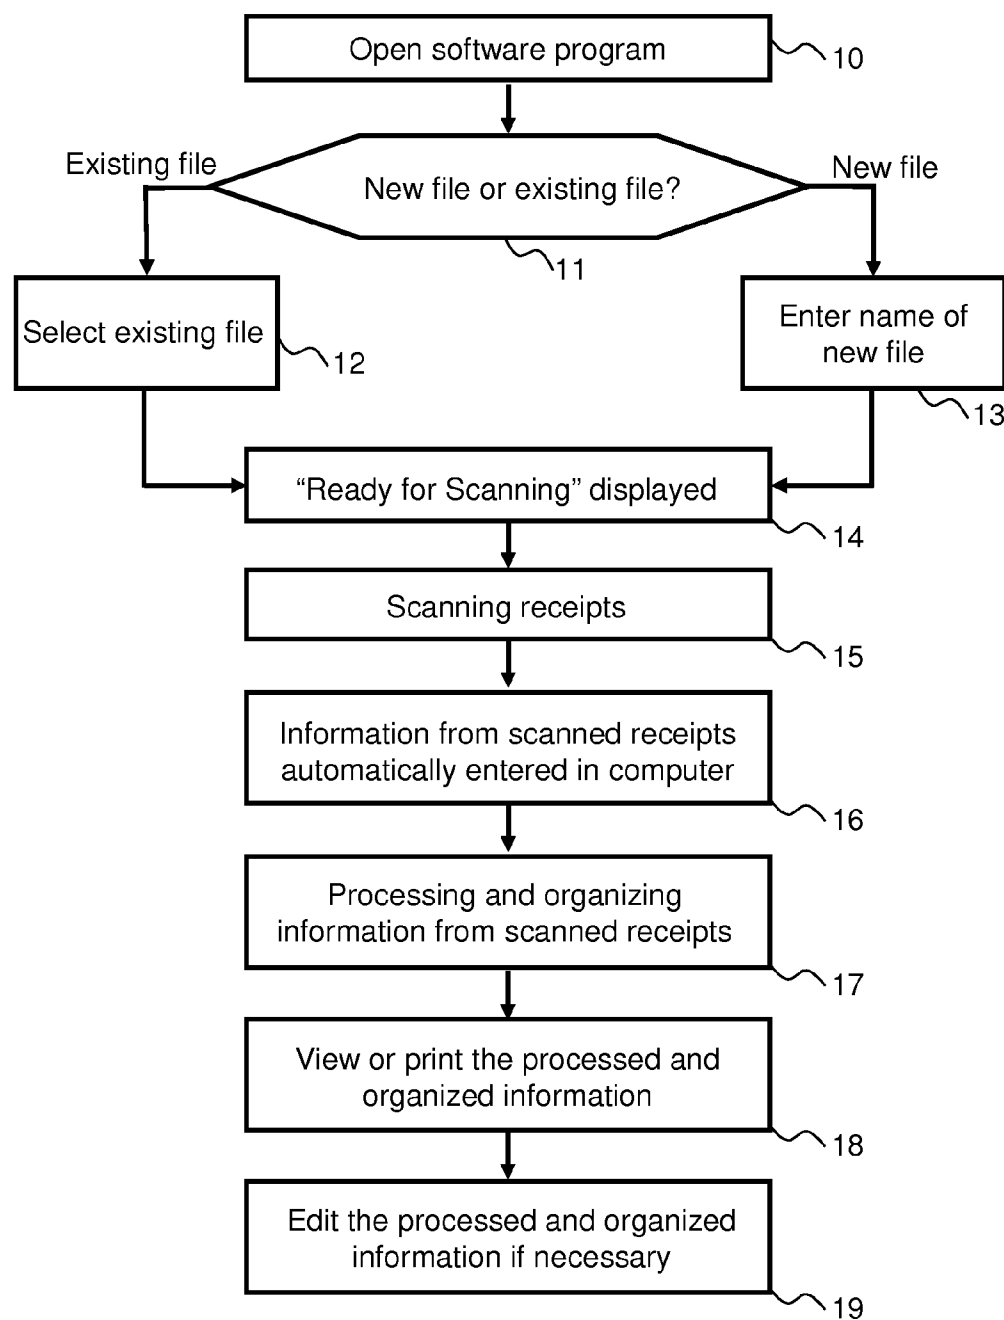 Open software program
10
Existing file
New file
New file or existing file?
11
Select existing file
12
Enter name of
new file
13
“Ready for Scanning” displayed
14
Scanning receipts
15
Information from scanned receipts
automatically entered in computer
16
Processing and organizing
information from scanned receipts
17
View or print the processed and
organized information
18
Edit the processed and organized
information if necessary
19